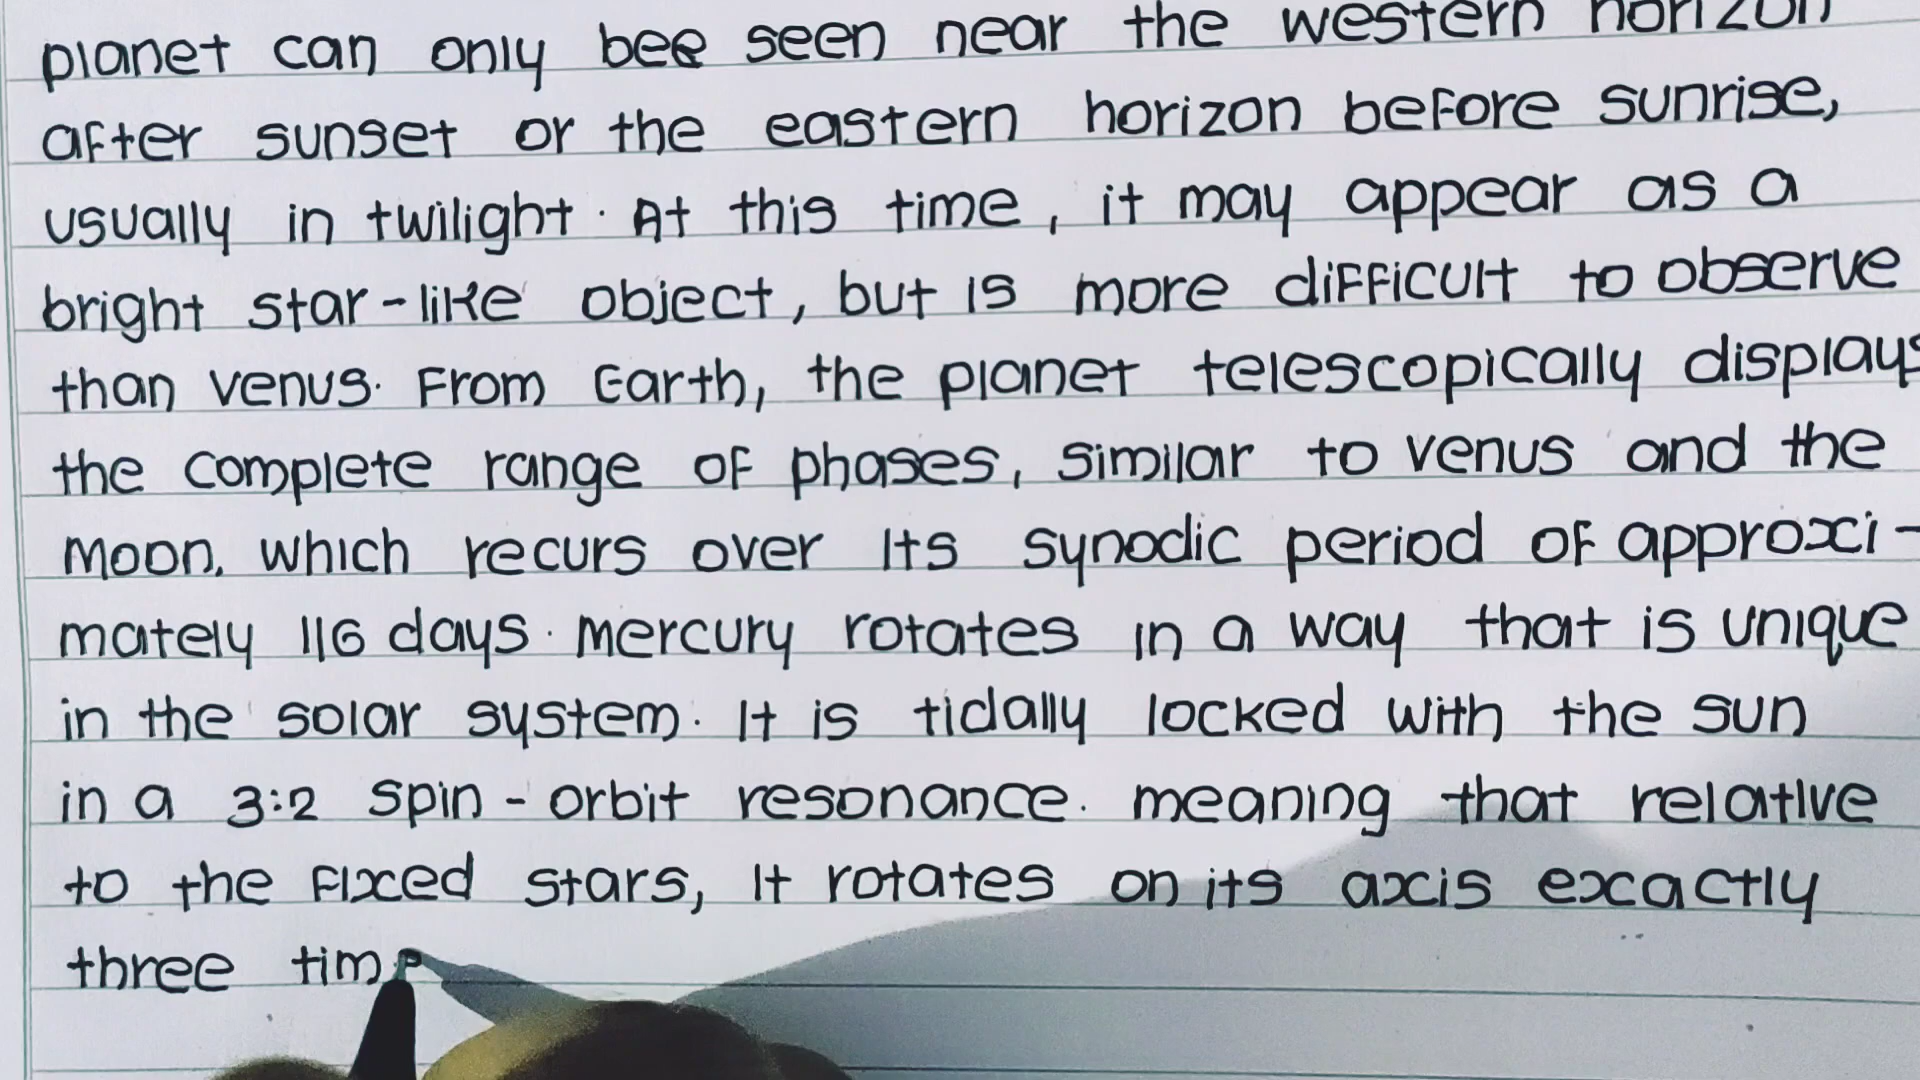 planet can only bee seen near the western horizon
after sunset or the eastern horizon before sunrise,
usually in twilight. At this time, it may appear as a
bright star-like object, but is more difficult to observe
than venus. From Earth, the planet telescopically displays
the complete range of phases, similar to venus and the
moon, which recurs over its synodic period of approxi-
mately 116 days. mercury rotates in a way that is unique
in the solar system. It is tidally locked with the sun
in a 3:2 spin-orbit resonance. meaning that relative
to the fixed stars, it rotates on its axis exactly
three time